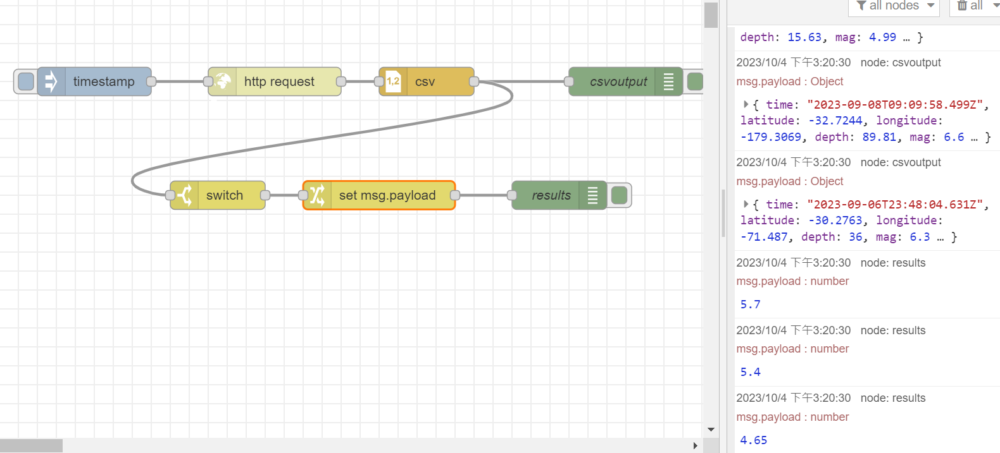 all nodes
all
depth: 15.63, mag: 4.99 … }
2023/10/4 下午3:20:30 node: csvoutput
msg.payload : Object
{ time: "2023-09-08T09:09:58.499Z",
latitude: -32.7244, longitude:
-179.3069, depth: 89.81, mag: 6.6 … }
2023/10/4 下午3:20:30 node: csvoutput
msg.payload : Object
{ time: "2023-09-06T23:48:04.631Z",
latitude: -30.2763, longitude:
-71.487, depth: 36, mag: 6.3 … }
2023/10/4 下午3:20:30 node: results
msg.payload : number
5.7
2023/10/4 下午3:20:30 node: results
msg.payload : number
5.4
2023/10/4 下午3:20:30 node: results
msg.payload : number
4.65
timestamp
http request
1,2
csv
csvoutput
switch
set msg.payload
results